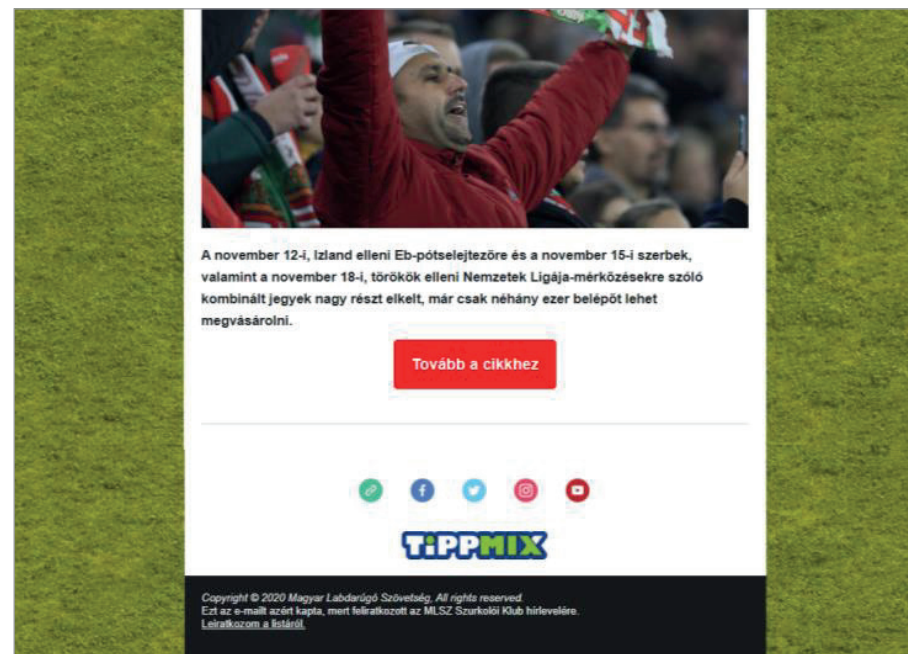 A november 12-i, Izland elleni Eb-pótselejtezőre és a november 15-i szerbek,
valamint a november 18-i, törökök elleni Nemzetek Ligája-mérkőzésekre szóló
kombinált jegyek nagy részt elkelt, már csak néhány ezer belépőt lehet
megvásárolni.
Tovább a cikkhez
TiPPMIX
Copyright © 2020 Magyar Labdarúgó Szövetség, All rights reserved.
Ezt az e-mailt azért kapta, mert feliratkozott az MLSZ Szurkolói Klub hírlevelére.
Leiratkozom a listáról.